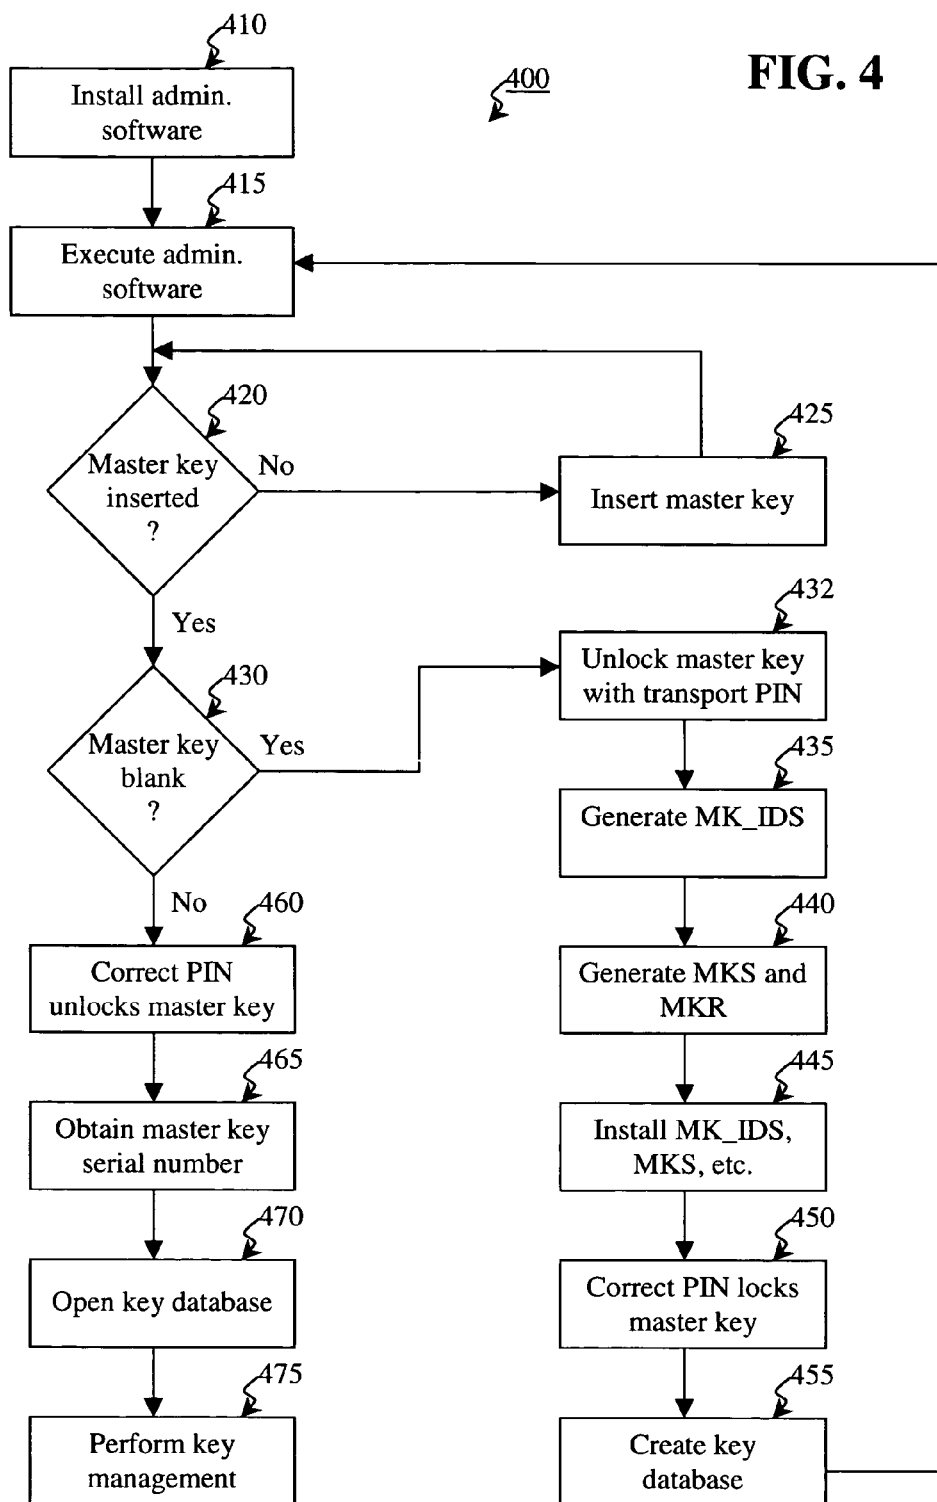 FIG. 4
400
410
Install admin.
software
415
Execute admin.
software
420
Master key
inserted
?
No
425
Insert master key
Yes
430
Master key
blank
?
Yes
432
Unlock master key
with transport PIN
435
Generate MK_IDS
440
Generate MKS and
MKR
445
Install MK_IDS,
MKS, etc.
450
Correct PIN locks
master key
455
Create key
database
No
460
Correct PIN
unlocks master key
465
Obtain master key
serial number
470
Open key database
475
Perform key
management